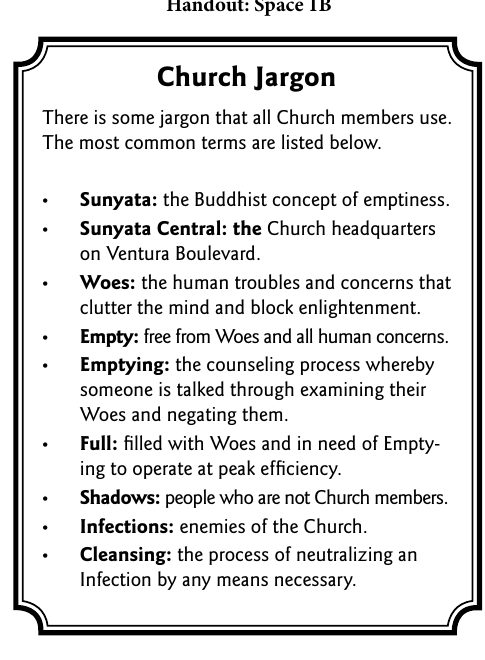 Handout: Space 1B
Church Jargon
There is some jargon that all Church members use.
The most common terms are listed below.
• Sunyata: the Buddhist concept of emptiness.
• Sunyata Central: the Church headquarters
on Ventura Boulevard.
• Woes: the human troubles and concerns that
clutter the mind and block enlightenment.
• Empty: free from Woes and all human concerns.
• Emptying: the counseling process whereby
someone is talked through examining their
Woes and negating them.
• Full: filled with Woes and in need of Empty-
ing to operate at peak efficiency.
• Shadows: people who are not Church members.
• Infections: enemies of the Church.
• Cleansing: the process of neutralizing an
Infection by any means necessary.